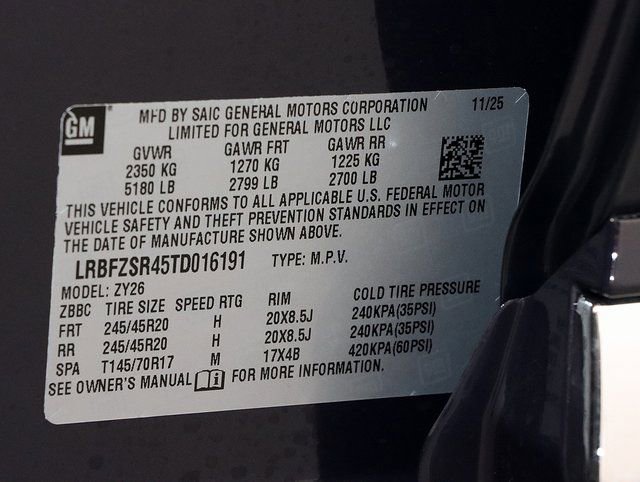 GM
MFD BY SAIC GENERAL MOTORS CORPORATION 11/25
LIMITED FOR GENERAL MOTORS LLC
GVWR GAWR FRT GAWR RR
2350 KG 1270 KG 1225 KG
5180 LB 2799 LB 2700 LB
THIS VEHICLE CONFORMS TO ALL APPLICABLE U.S. FEDERAL MOTOR
VEHICLE SAFETY AND THEFT PREVENTION STANDARDS IN EFFECT ON
THE DATE OF MANUFACTURE SHOWN ABOVE.
LRBFZSR45TD016191 TYPE: M.P.V.
MODEL: ZY26
ZBBC TIRE SIZE SPEED RTG RIM COLD TIRE PRESSURE
FRT 245/45R20 H 20X8.5J 240KPA(35PSI)
RR 245/45R20 H 20X8.5J 240KPA(35PSI)
SPA T145/70R17 M 17X4B 420KPA(60PSI)
SEE OWNER'S MANUAL FOR MORE INFORMATION.